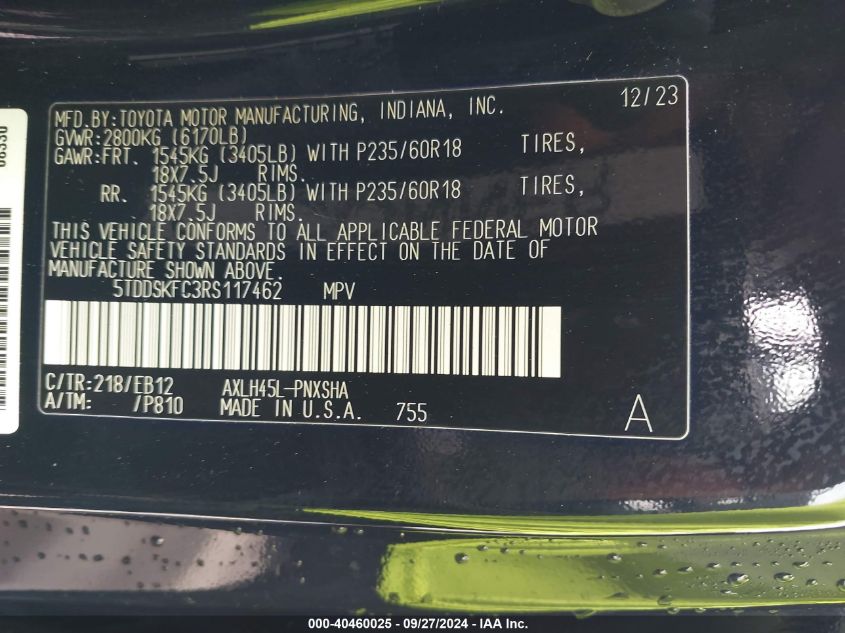 MFD.BY:TOYOTA MOTOR MANUFACTURING, INDIANA, INC. 12/23
GVWR:2800KG (6170LB)
GAWR:FRT. 1545KG (3405LB) WITH P235/60R18 TIRES,
18X7.5J RIMS.
RR. 1545KG (3405LB) WITH P235/60R18 TIRES,
18X7.5J RIMS.
THIS VEHICLE CONFORMS TO ALL APPLICABLE FEDERAL MOTOR
VEHICLE SAFETY STANDARDS IN EFFECT ON THE DATE OF
MANUFACTURE SHOWN ABOVE.
5TDDSKFC3RS117462 MPV
C/TR:218/EB12 AXLH45L-PNXSHA
A/TM: /P810 MADE IN U.S.A. 755 A
000-40460025 - 09/27/2024 - IAA Inc.